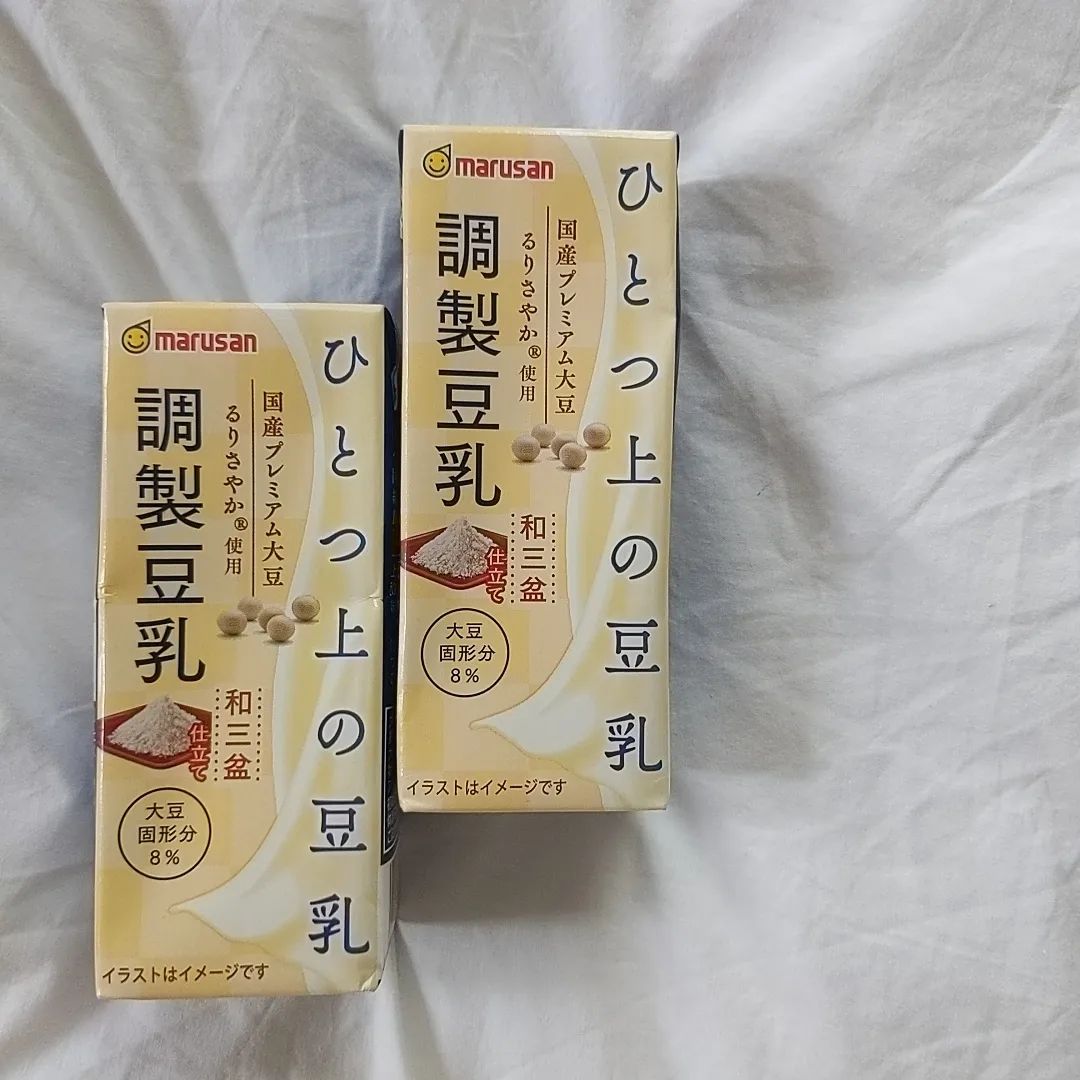 marusan
ひとつ上の豆乳
国産プレミアム大豆
るりさやか®使用
調製豆乳
和三盆
仕立て
大豆
固形分
8%
イラストはイメージです
marusan
ひとつ上の豆乳
国産プレミアム大豆
るりさやか®使用
調製豆乳
和三盆
仕立て
大豆
固形分
8%
イラストはイメージです